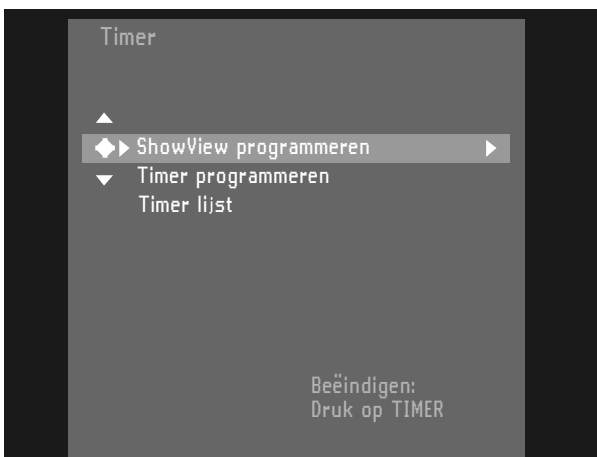 Timer
ShowView programmeren
Timer programmeren
Timer lijst
Beëindigen:
Druk op TIMER